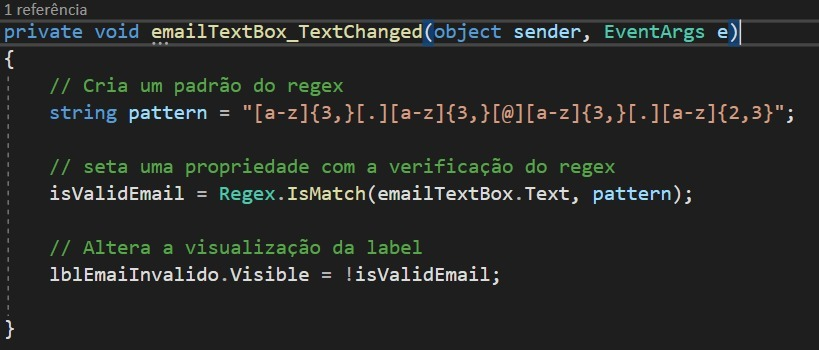 1 referência
private void emailTextBox_TextChanged(object sender, EventArgs e)
{
// Cria um padrão do regex
string pattern = "[a-z]{3,}[.][a-z]{3,}[@][a-z]{3,}[.][a-z]{2,3}";
// seta uma propriedade com a verificação do regex
isValidEmail = Regex.IsMatch(emailTextBox.Text, pattern);
// Altera a visualização da label
lblEmaiInvalido.Visible = !isValidEmail;
}